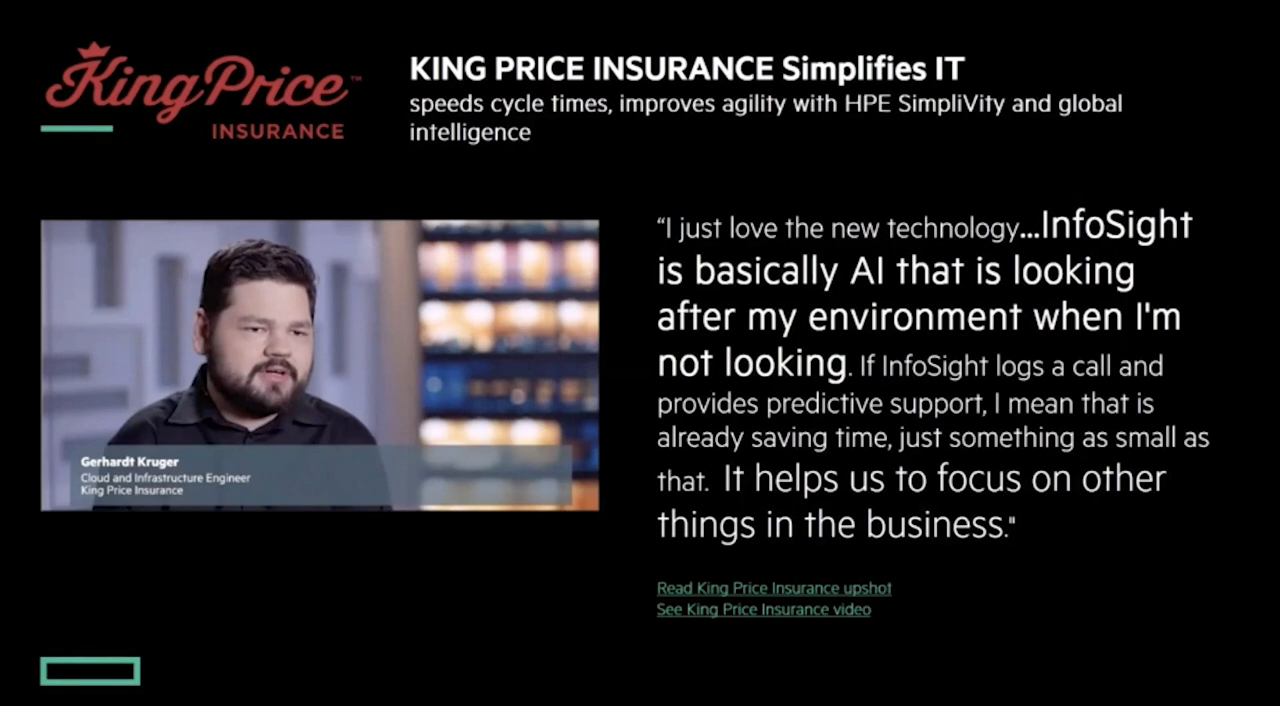 King Price™
INSURANCE
KING PRICE INSURANCE Simplifies IT
speeds cycle times, improves agility with HPE SimpliVity and global
intelligence
Gerhardt Kruger
Cloud and Infrastructure Engineer
King Price Insurance
“I just love the new technology...InfoSight
is basically AI that is looking
after my environment when I'm
not looking. If InfoSight logs a call and
provides predictive support, I mean that is
already saving time, just something as small as
that. It helps us to focus on other
things in the business."
Read King Price Insurance upshot
See King Price Insurance video